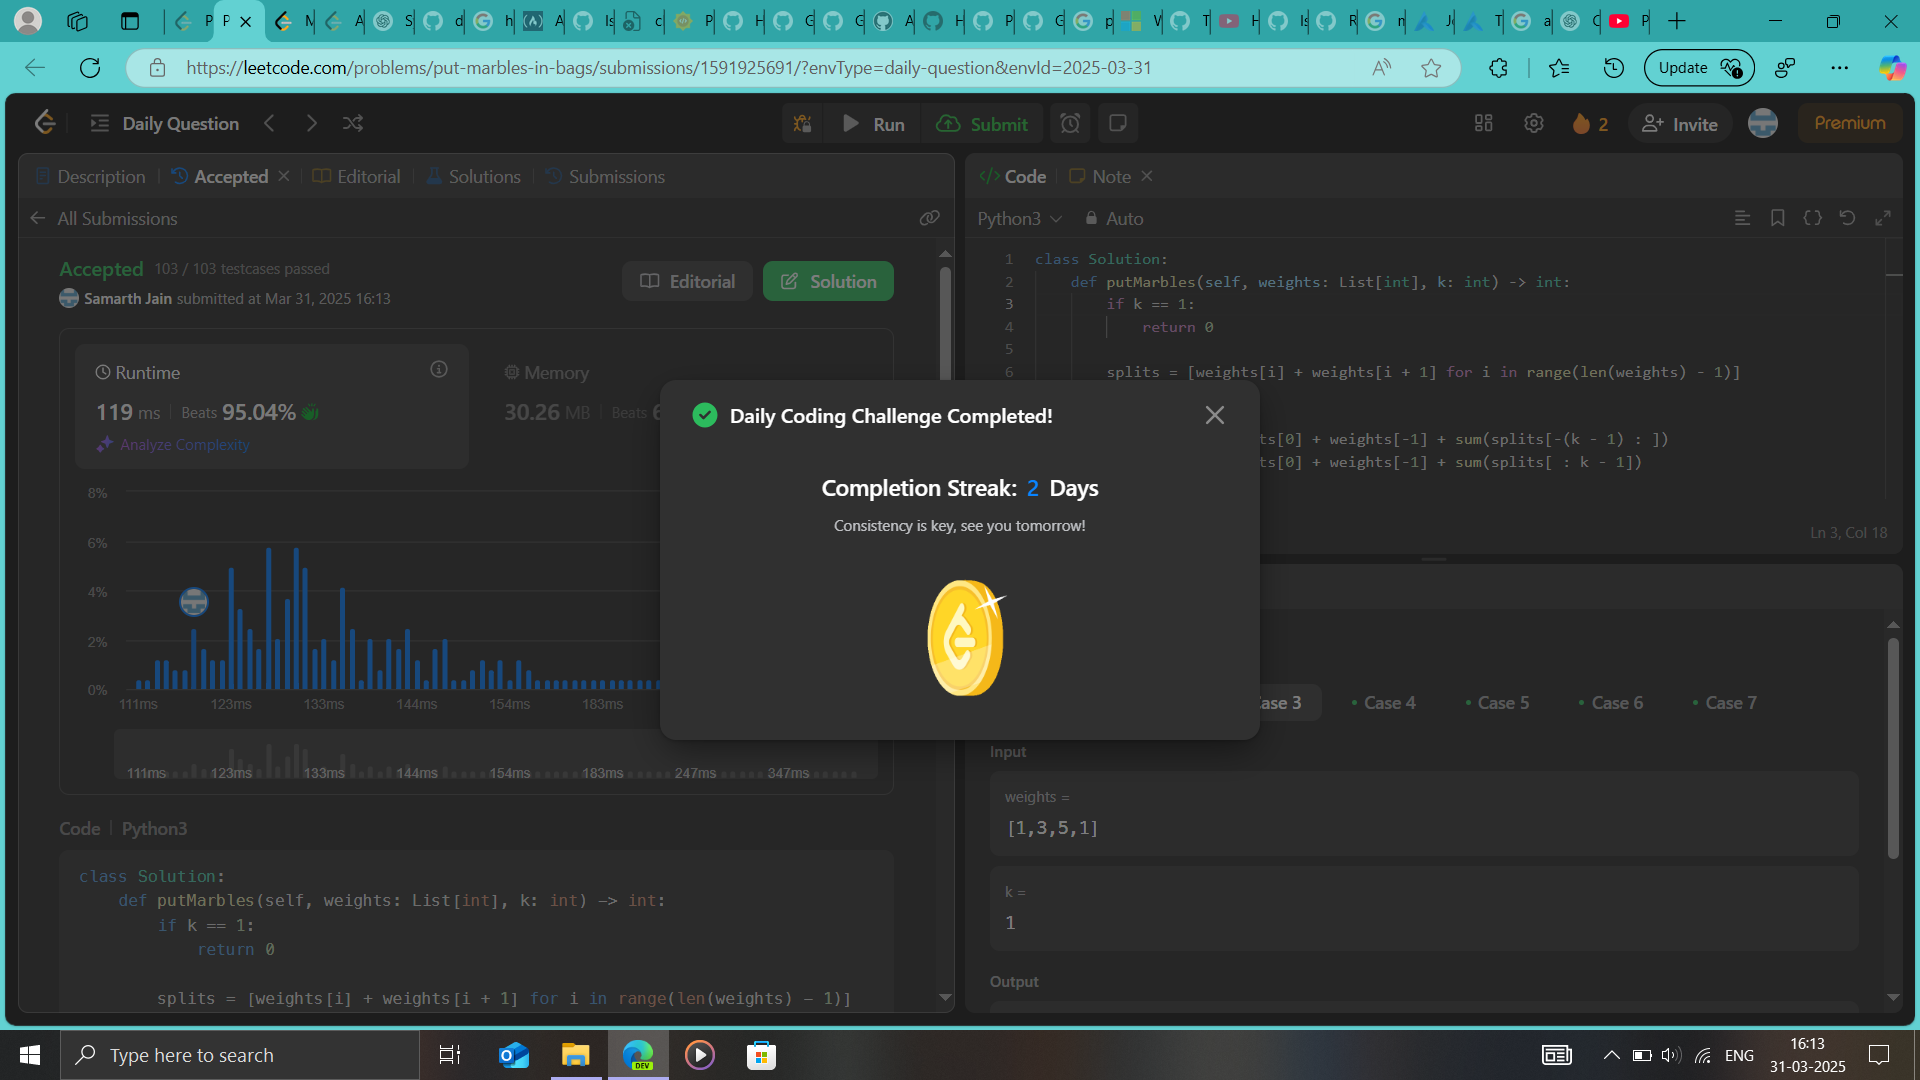 P
P
M
A
S
d
h
A
Is
c
P
H
G
G
A
H
P
G
p
V
T
H
Is
R
n
Jo
T
a
C
P
https://leetcode.com/problems/put-marbles-in-bags/submissions/1591925691/?envType=daily-question&envId=2025-03-31
Update
Daily Question
Run
Submit
2
Invite
Premium
Description
Accepted
Editorial
Solutions
Submissions
All Submissions
Accepted 103 / 103 testcases passed
Samarth Jain submitted at Mar 31, 2025 16:13
Editorial
Solution
Runtime
119 ms | Beats 95.04%
Analyze Complexity
Memory
30.26 MB | Beats 6
8%
6%
4%
2%
0%
111ms 123ms 133ms 144ms 154ms 183ms
111ms 123ms 133ms 144ms 154ms 183ms 247ms 347ms
Code | Python3
class Solution:
def putMarbles(self, weights: List[int], k: int) -> int:
if k == 1:
return 0
splits = [weights[i] + weights[i + 1] for i in range(len(weights) - 1)]
Daily Coding Challenge Completed!
Completion Streak: 2 Days
Consistency is key, see you tomorrow!
</> Code
Note
Python3
Auto
1 class Solution:
2 def putMarbles(self, weights: List[int], k: int) -> int:
3 if k == 1:
4 return 0
5
6 splits = [weights[i] + weights[i + 1] for i in range(len(weights) - 1)]
ts[0] + weights[-1] + sum(splits[-(k - 1) : ])
ts[0] + weights[-1] + sum(splits[ : k - 1])
Ln 3, Col 18
ase 3
Case 4
Case 5
Case 6
Case 7
Input
weights =
[1,3,5,1]
k =
1
Output
Type here to search
DEV
ENG
16:13
31-03-2025